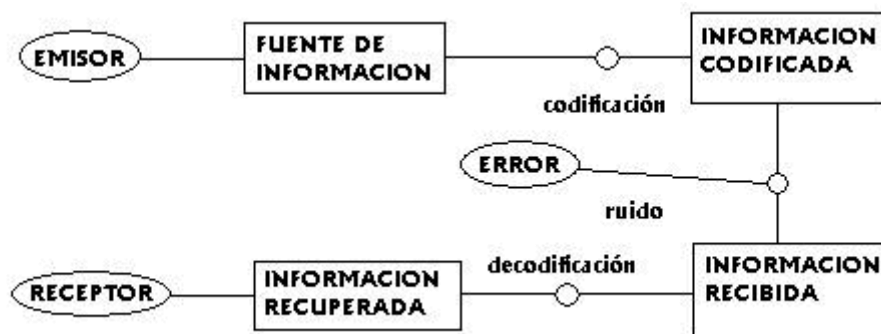 EMISOR
FUENTE DE
INFORMACION
INFORMACION
CODIFICADA
codificación
ERROR
ruido
RECEPTOR
INFORMACION
RECUPERADA
decodificación
INFORMACION
RECIBIDA